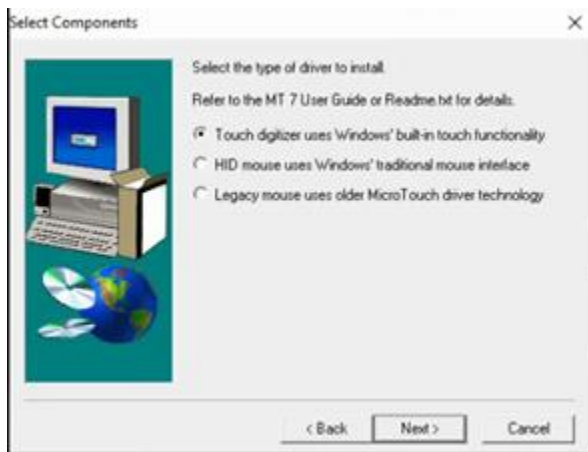 Select Components
Select the type of driver to install.
Refer to the MT 7 User Guide or Readme.txt for details.
Touch digitizer uses Windows' built-in touch functionality
HID mouse uses Windows' traditional mouse interface
Legacy mouse uses older MicroTouch driver technology
< Back
Next >
Cancel